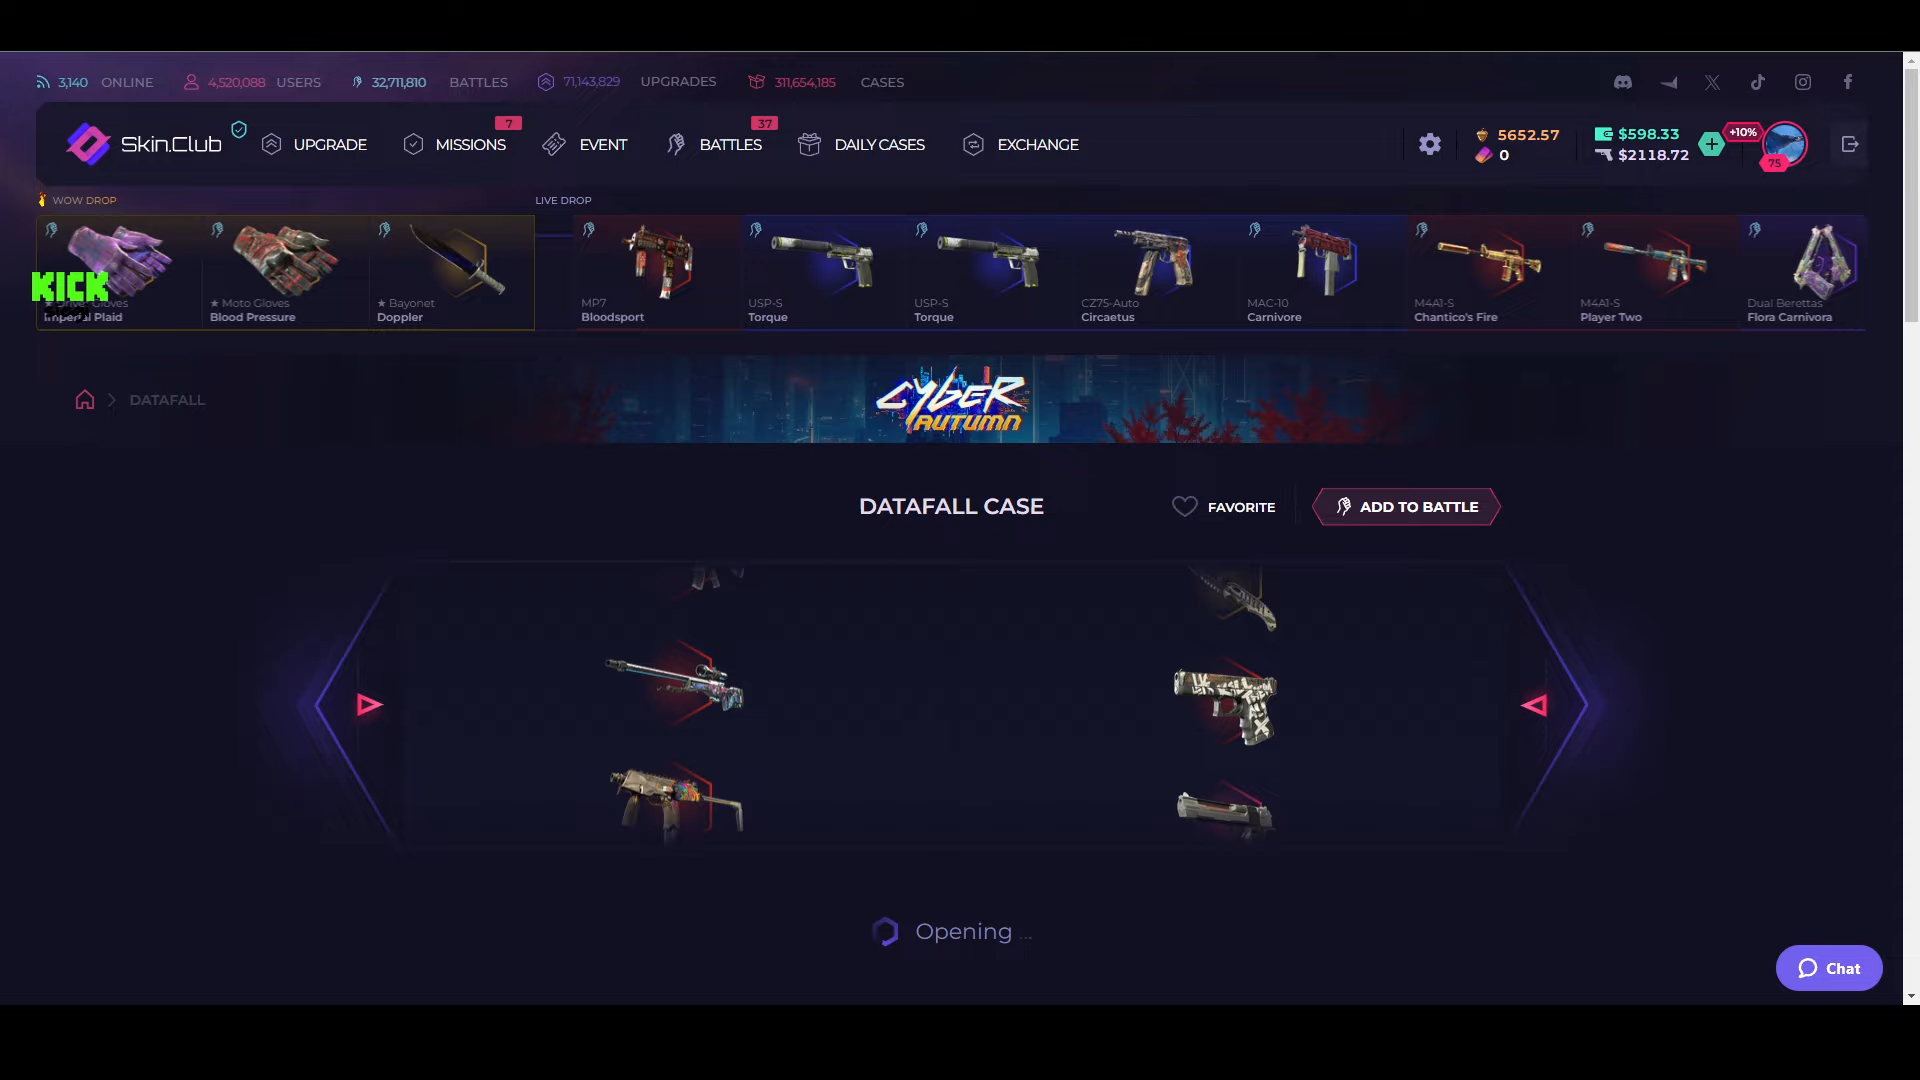 3,140 ONLINE 4,520,088 USERS 32,711,810 BATTLES 71,143,829 UPGRADES 311,654,185 CASES
Skin.Club UPGRADE MISSIONS 7 EVENT BATTLES 37 DAILY CASES EXCHANGE
5652.57
0
$598.33
$2118.72
+10%
75
WOW DROP
LIVE DROP
KICK
Imperial Plaid
★ Moto Gloves
Blood Pressure
★ Bayonet
Doppler
MP7
Bloodsport
USP-S
Torque
USP-S
Torque
CZ75-Auto
Circaetus
MAC-10
Carnivore
M4A1-S
Chantico's Fire
M4A1-S
Player Two
Dual Berettas
Flora Carnivora
DATAFALL
CYBER
AUTUMN
DATAFALL CASE
FAVORITE
ADD TO BATTLE
Opening ...
Chat